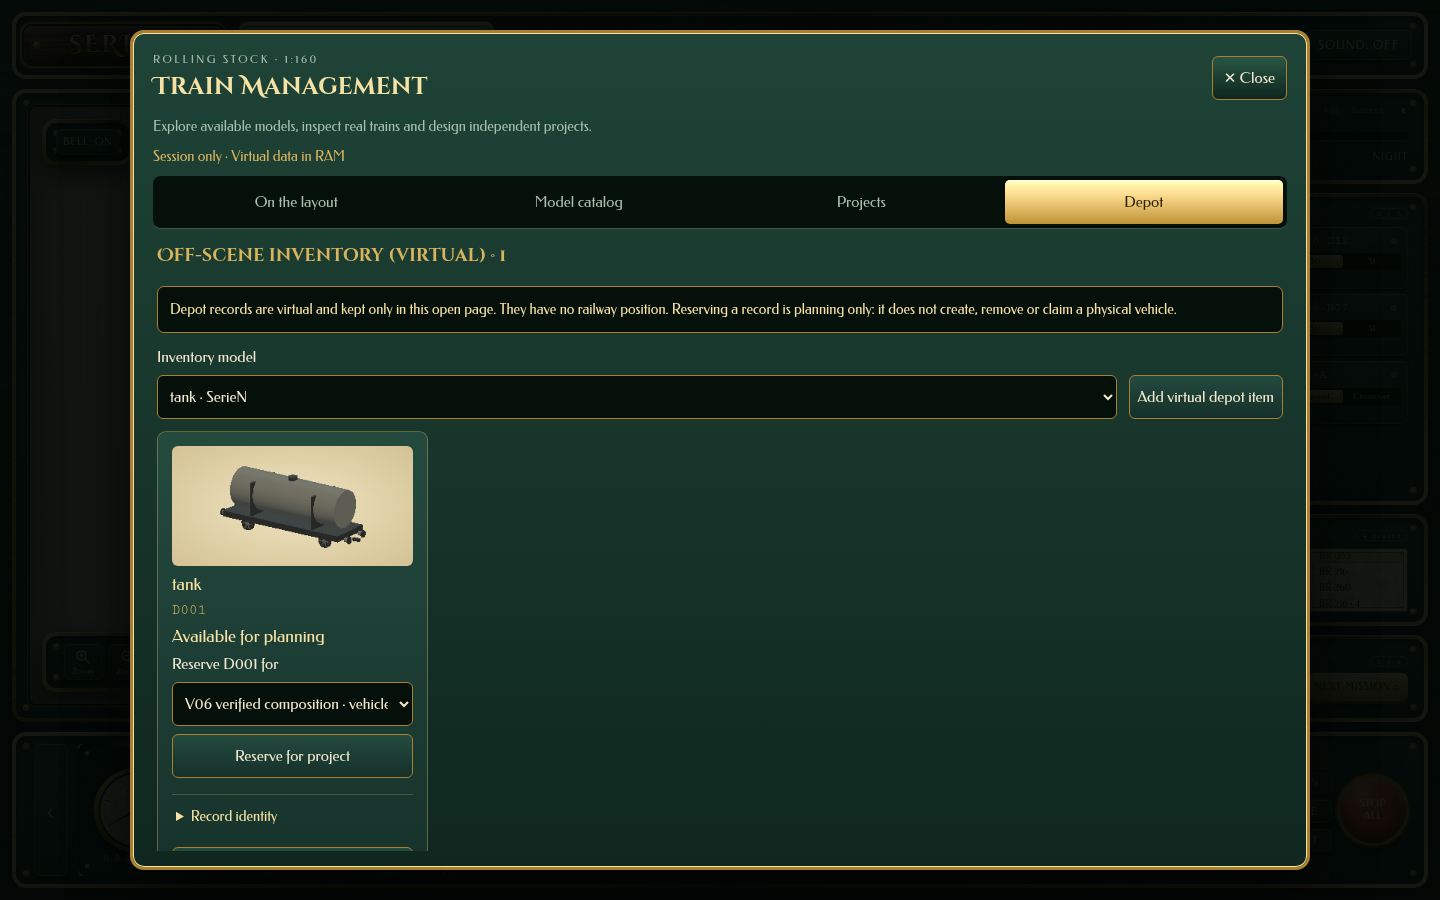 ROLLING STOCK · 1:160
TRAIN MANAGEMENT
✕ Close
Explore available models, inspect real trains and design independent projects.
Session only · Virtual data in RAM
On the layout
Model catalog
Projects
Depot
OFF-SCENE INVENTORY (VIRTUAL) · 1
Depot records are virtual and kept only in this open page. They have no railway position. Reserving a record is planning only: it does not create, remove or claim a physical vehicle.
Inventory model
tank · SerieN
Add virtual depot item
tank
D001
Available for planning
Reserve D001 for
V06 verified composition · vehicle
Reserve for project
▶ Record identity
SOUND: OFF
BELL: ON
NIGHT
STOP
ALL